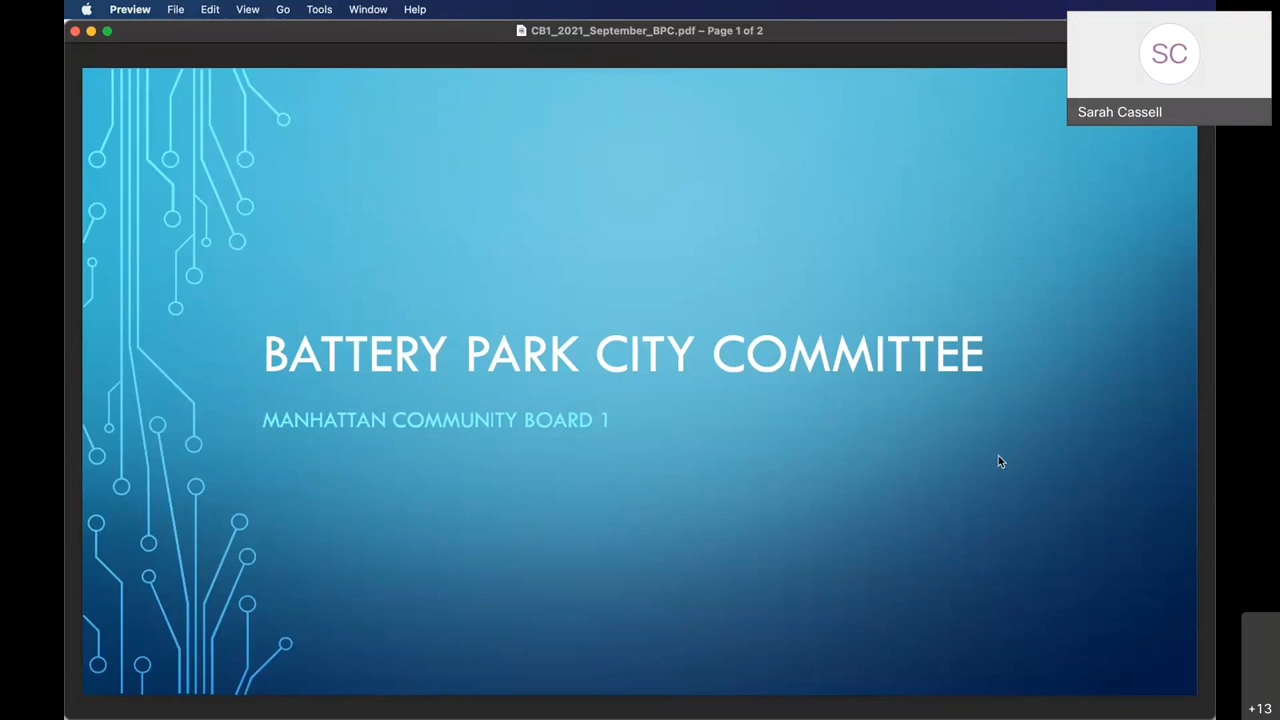 Preview File Edit View Go Tools Window Help
CB1_2021_September_BPC.pdf – Page 1 of 2
SC
Sarah Cassell
BATTERY PARK CITY COMMITTEE
MANHATTAN COMMUNITY BOARD 1
+13